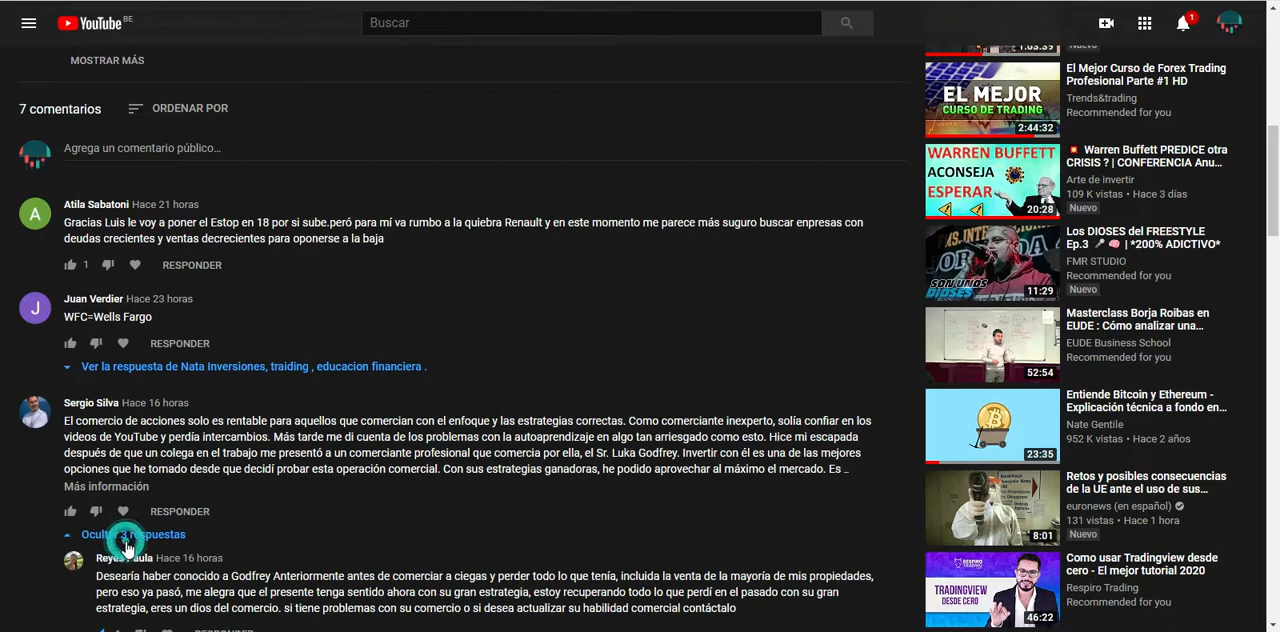 YouTube BE
Buscar
1
MOSTRAR MÁS
7 comentarios
ORDENAR POR
Agrega un comentario público...
A
Atila Sabatoni Hace 21 horas
Gracias Luis le voy a poner el Estop en 18 por si sube.pero para mí va rumbo a la quiebra Renault y en este momento me parece más suguro buscar enpresas con
deudas crecientes y ventas decrecientes para oponerse a la baja
1 RESPONDER
J
Juan Verdier Hace 23 horas
WFC=Wells Fargo
RESPONDER
Ver la respuesta de Nata Inversiones, traiding , educacion financiera .
Sergio Silva Hace 16 horas
El comercio de acciones solo es rentable para aquellos que comercian con el enfoque y las estrategias correctas. Como comerciante inexperto, solía confiar en los
videos de YouTube y perdía intercambios. Más tarde me di cuenta de los problemas con la autoaprendizaje en algo tan arriesgado como esto. Hice mi escapada
después de que un colega en el trabajo me presentó a un comerciante profesional que comercia por ella, el Sr. Luka Godfrey. Invertir con él es una de las mejores
opciones que he tomado desde que decidí probar esta operación comercial. Con sus estrategias ganadoras, he podido aprovechar al máximo el mercado. Es ..
Más información
RESPONDER
3 respuestas
Hace 16 horas
Desearía haber conocido a Godfrey antes de comerciar a ciegas y perder todo lo que tenía, incluida la venta de la mayoría de mis propiedades,
pero eso ya pasó, me alegra que finalmente tenga sentido ahora con su gran estrategia, estoy recuperando todo lo que perdí en el pasado con su gran
estrategia, eres un dios del comercio. si tiene problemas con su comercio o si desea actualizar su habilidad comercial contáctalo
1:03:39
Nuevo
EL MEJOR
CURSO DE TRADING
2:44:32
El Mejor Curso de Forex Trading
Profesional Parte #1 HD
Trends&trading
Recommended for you
WARREN BUFFETT
ACONSEJA
ESPERAR
20:28
Warren Buffett PREDICE otra
CRISIS ? | CONFERENCIA Anu...
Arte de invertir
109 K vistas • Hace 3 días
Nuevo
SON UNOS
DIOSES
11:29
Los DIOSES del FREESTYLE
Ep.3 | *200% ADICTIVO*
FMR STUDIO
Recommended for you
Nuevo
52:54
Masterclass Borja Roibas en
EUDE : Cómo analizar una...
EUDE Business School
Recommended for you
23:35
Entiende Bitcoin y Ethereum -
Explicación técnica a fondo en...
Nate Gentile
952 K vistas • Hace 2 años
8:01
Retos y posibles consecuencias
de la UE ante el uso de sus...
euronews (en español)
131 vistas • Hace 1 hora
Nuevo
RESPIRO
TRADING
TRADINGVIEW
DESDE CERO
46:22
Como usar Tradingview desde
cero - El mejor tutorial 2020
Respiro Trading
Recommended for you